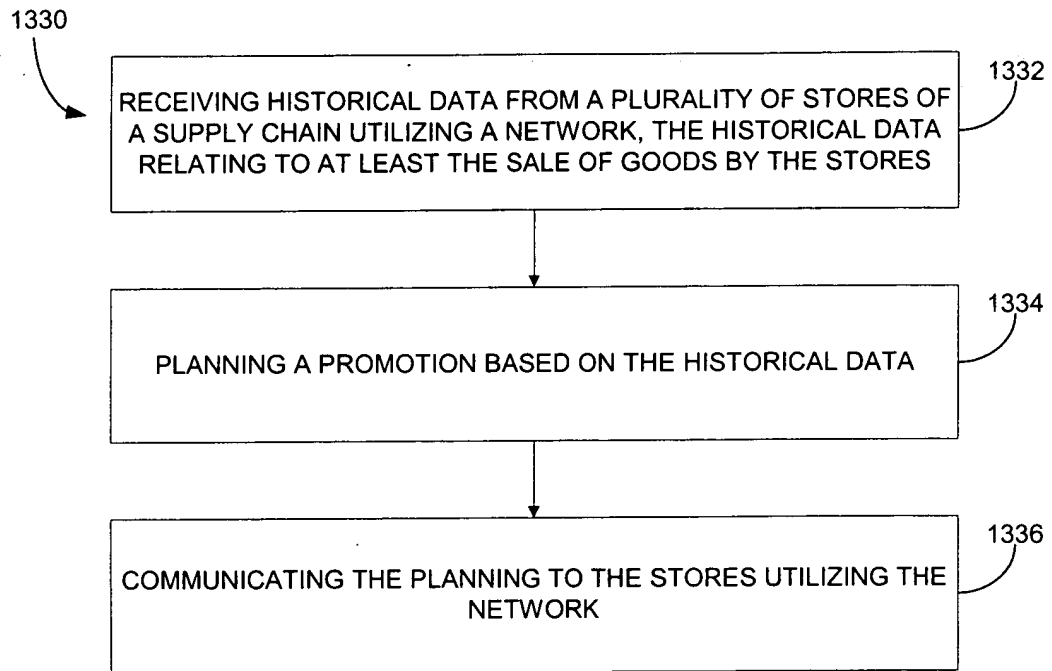 1330
1332
RECEIVING HISTORICAL DATA FROM A PLURALITY OF STORES OF
A SUPPLY CHAIN UTILIZING A NETWORK, THE HISTORICAL DATA
RELATING TO AT LEAST THE SALE OF GOODS BY THE STORES
1334
PLANNING A PROMOTION BASED ON THE HISTORICAL DATA
1336
COMMUNICATING THE PLANNING TO THE STORES UTILIZING THE
NETWORK